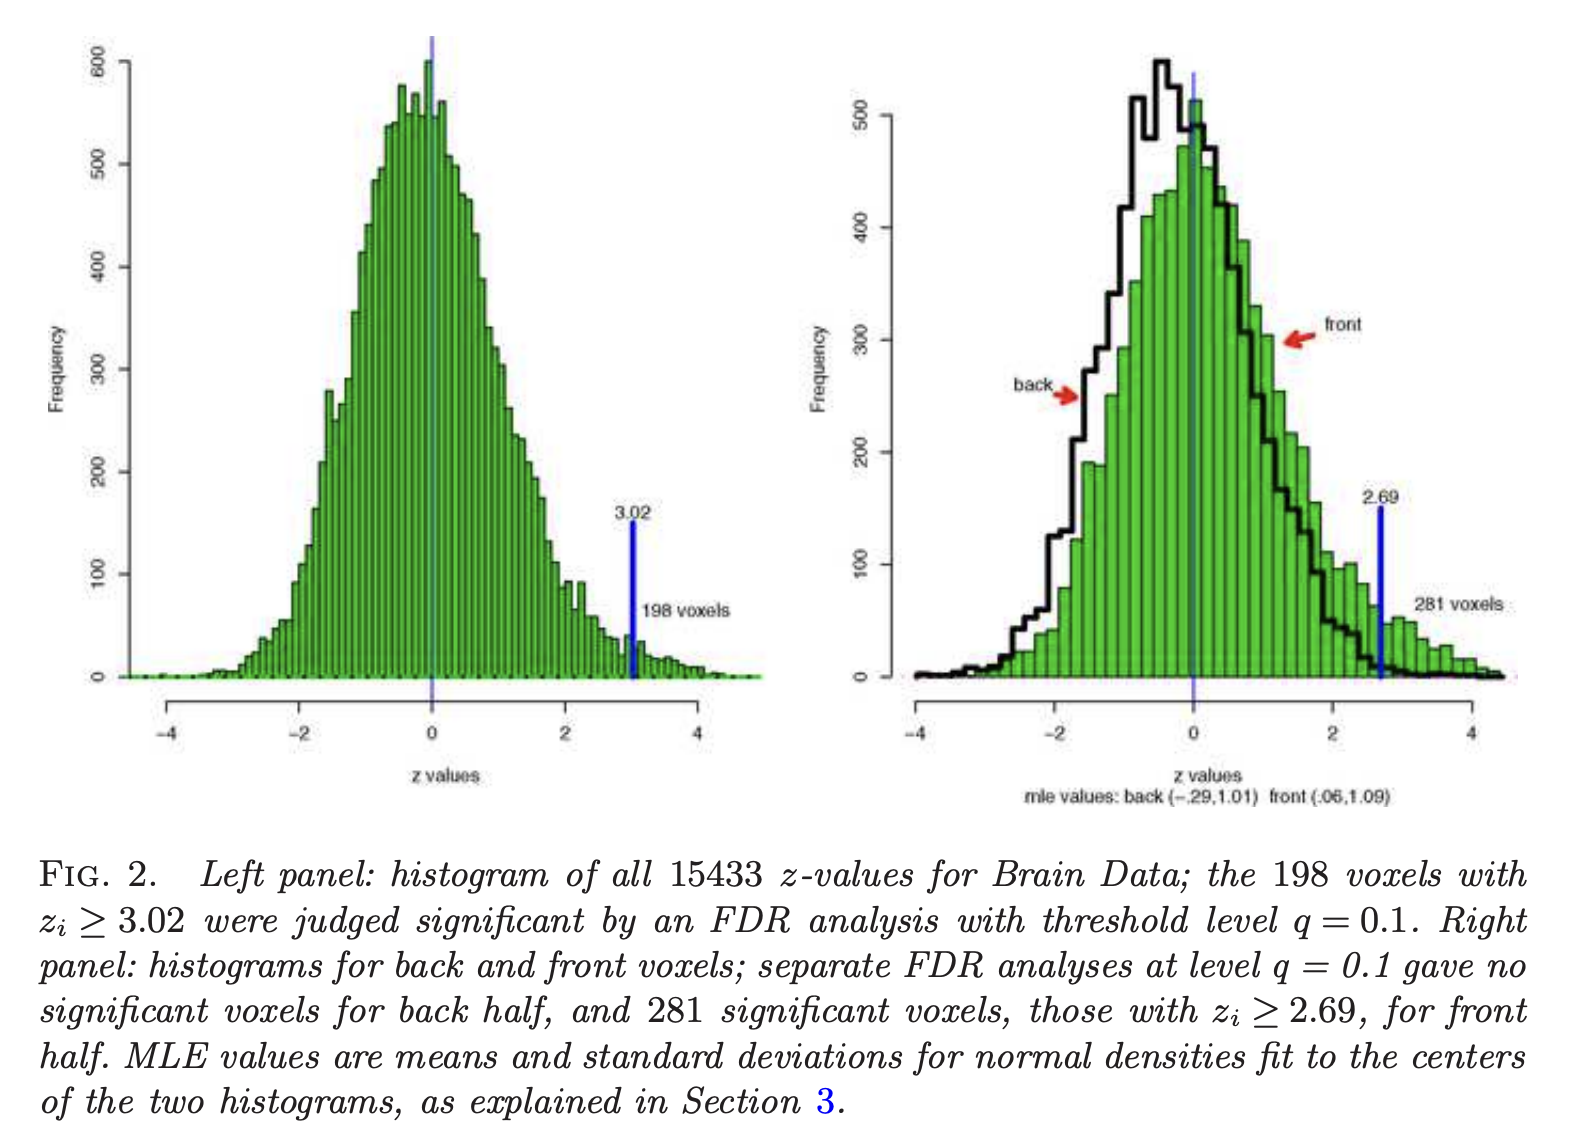 600
500
400
300
200
100
0
Frequency
3.02
198 voxels
−4 −2 0 2 4
z values
500
400
300
200
100
0
Frequency
front
back
2.69
281 voxels
−4 −2 0 2 4
z values
mle values: back (−.29,1.01) front (.06,1.09)
FIG. 2. Left panel: histogram of all 15433 z-values for Brain Data; the 198 voxels with
zᵢ ≥ 3.02 were judged significant by an FDR analysis with threshold level q = 0.1. Right
panel: histograms for back and front voxels; separate FDR analyses at level q = 0.1 gave no
significant voxels for back half, and 281 significant voxels, those with zᵢ ≥ 2.69, for front
half. MLE values are means and standard deviations for normal densities fit to the centers
of the two histograms, as explained in Section 3.